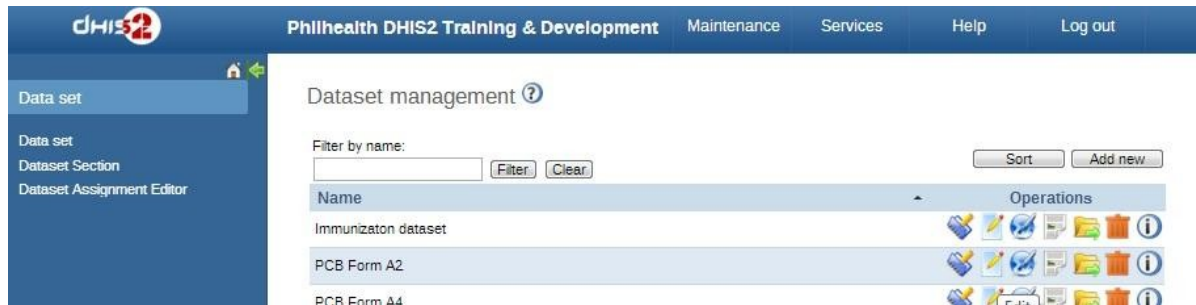 dHIS2 Philhealth DHIS2 Training & Development Maintenance Services Help Log out
Data set
Data set
Dataset Section
Dataset Assignment Editor
Dataset management ?
Filter by name:
Filter Clear Sort Add new
Name Operations
Immunizaton dataset
PCB Form A2
PCB Form A4
Edit